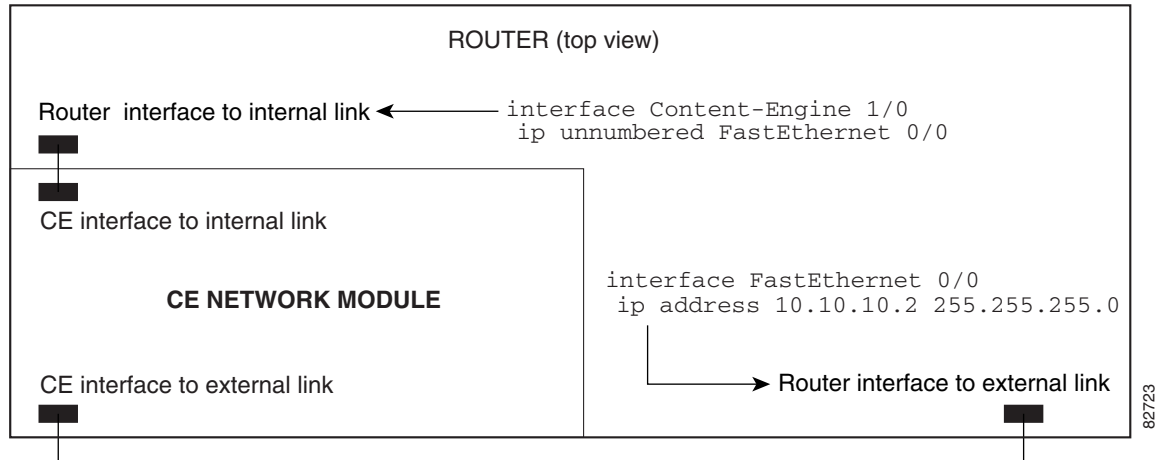 ROUTER (top view)
Router interface to internal link
interface Content-Engine 1/0
ip unnumbered FastEthernet 0/0
CE interface to internal link
CE NETWORK MODULE
interface FastEthernet 0/0
ip address 10.10.10.2 255.255.255.0
CE interface to external link
Router interface to external link
82723